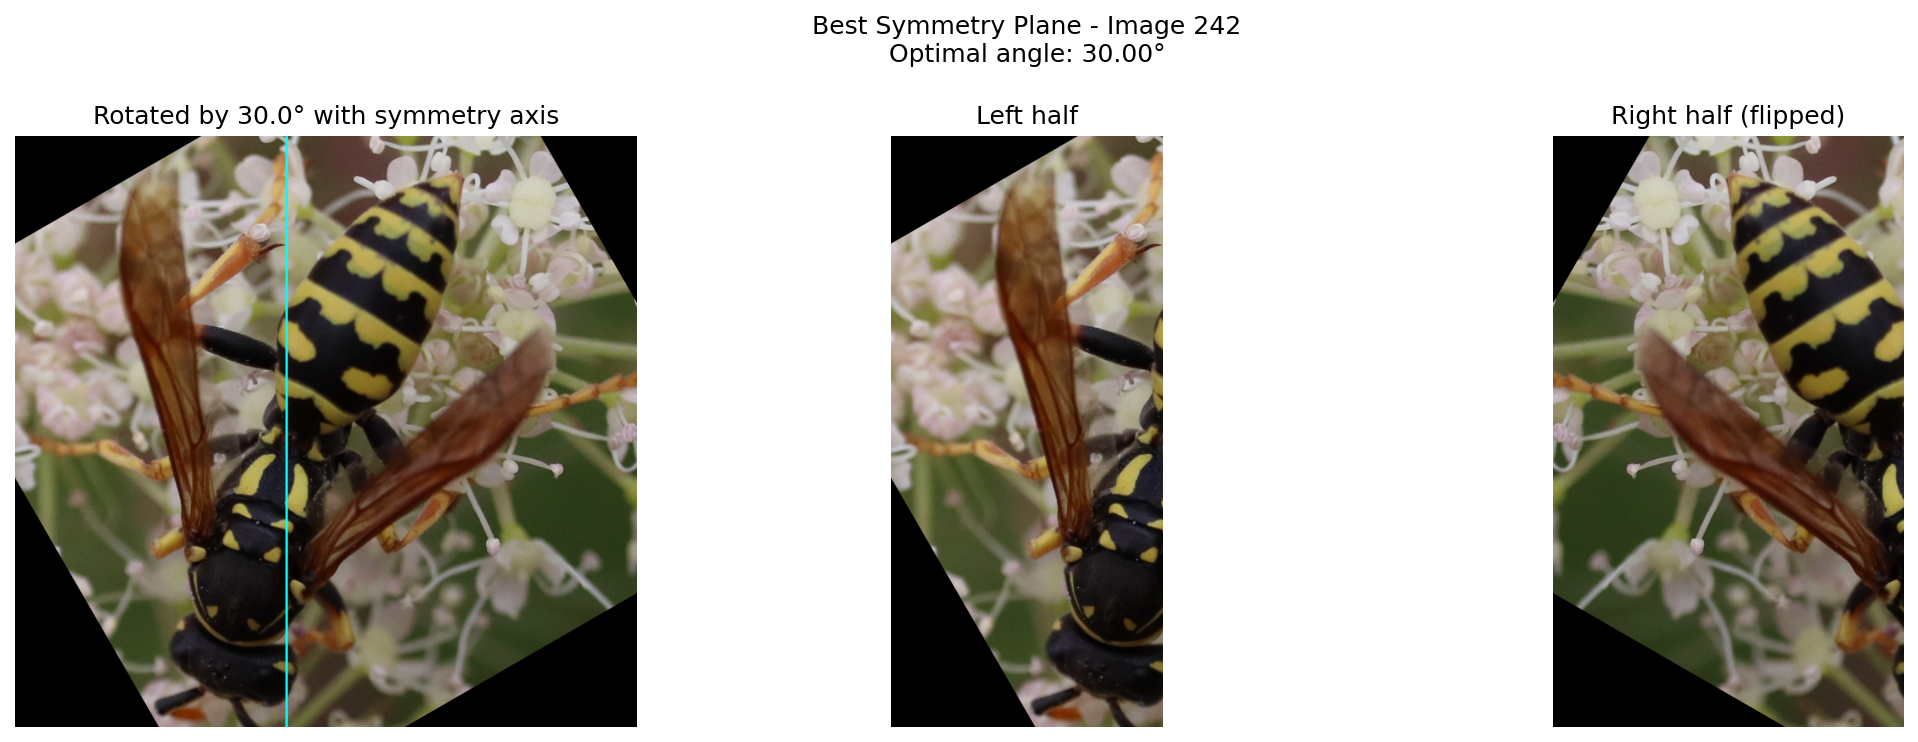 Best Symmetry Plane - Image 242
Optimal angle: 30.00°
Rotated by 30.0° with symmetry axis
Left half
Right half (flipped)